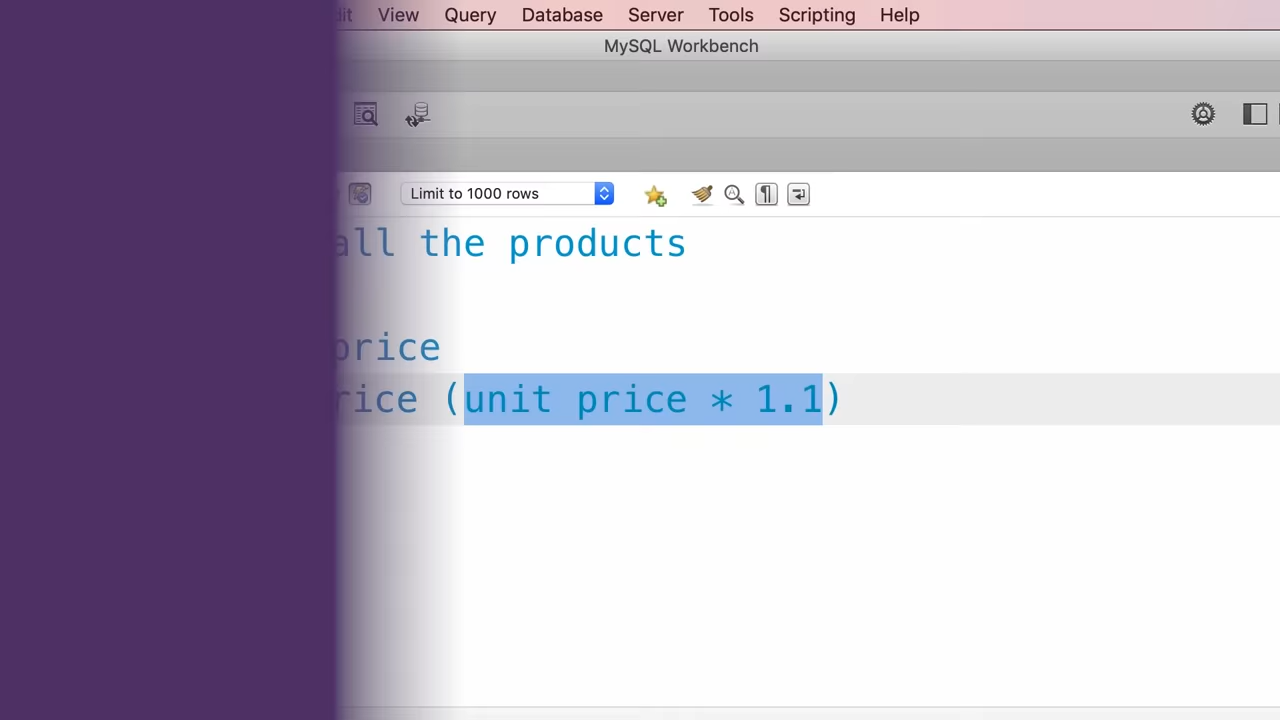 View Query Database Server Tools Scripting Help
MySQL Workbench
Limit to 1000 rows
all the products
price
rice (unit price * 1.1)